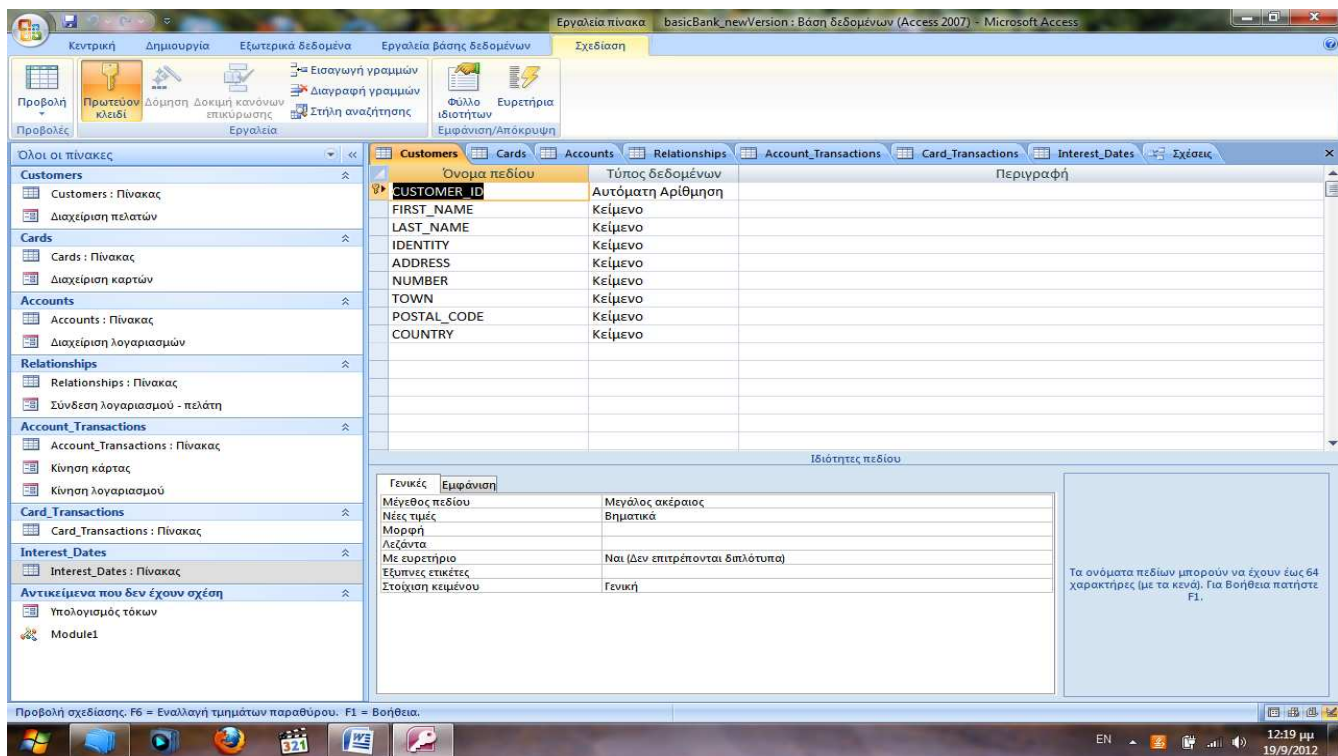 Εργαλεία πίνακα basicBank_newVersion : Βάση δεδομένων (Access 2007) - Microsoft Access
Κεντρική Δημιουργία Εξωτερικά δεδομένα Εργαλεία βάσης δεδομένων Σχεδίαση
Προβολή
Πρωτεύον κλειδί
Δόμηση
Δοκιμή κανόνων επικύρωσης
Εισαγωγή γραμμών
Διαγραφή γραμμών
Στήλη αναζήτησης
Φύλλο ιδιοτήτων
Ευρετήρια
Προβολές Εργαλεία Εμφάνιση/Απόκρυψη
Όλοι οι πίνακες
Customers
Customers : Πίνακας
Διαχείριση πελατών
Cards
Cards : Πίνακας
Διαχείριση καρτών
Accounts
Accounts : Πίνακας
Διαχείριση λογαριασμών
Relationships
Relationships : Πίνακας
Σύνδεση λογαριασμού - πελάτη
Account_Transactions
Account_Transactions : Πίνακας
Κίνηση κάρτας
Κίνηση λογαριασμού
Card_Transactions
Card_Transactions : Πίνακας
Interest_Dates
Interest_Dates : Πίνακας
Αντικείμενα που δεν έχουν σχέση
Υπολογισμός τόκων
Module1
Customers Cards Accounts Relationships Account_Transactions Card_Transactions Interest_Dates Σχέσεις
Όνομα πεδίου Τύπος δεδομένων Περιγραφή
CUSTOMER_ID Αυτόματη Αρίθμηση
FIRST_NAME Κείμενο
LAST_NAME Κείμενο
IDENTITY Κείμενο
ADDRESS Κείμενο
NUMBER Κείμενο
TOWN Κείμενο
POSTAL_CODE Κείμενο
COUNTRY Κείμενο
Ιδιότητες πεδίου
Γενικές Εμφάνιση
Μέγεθος πεδίου Μεγάλος ακέραιος
Νέες τιμές Βηματικά
Μορφή
Λεζάντα
Με ευρετήριο Ναι (Δεν επιτρέπονται διπλότυπα)
Έξυπνες ετικέτες
Στοίχιση κειμένου Γενική
Τα ονόματα πεδίων μπορούν να έχουν έως 64
χαρακτήρες (με τα κενά). Για Βοήθεια πατήστε
F1.
Προβολή σχεδίασης. F6 = Εναλλαγή τμημάτων παραθύρου. F1 = Βοήθεια.
321
EN
12:19 μμ
19/9/2012